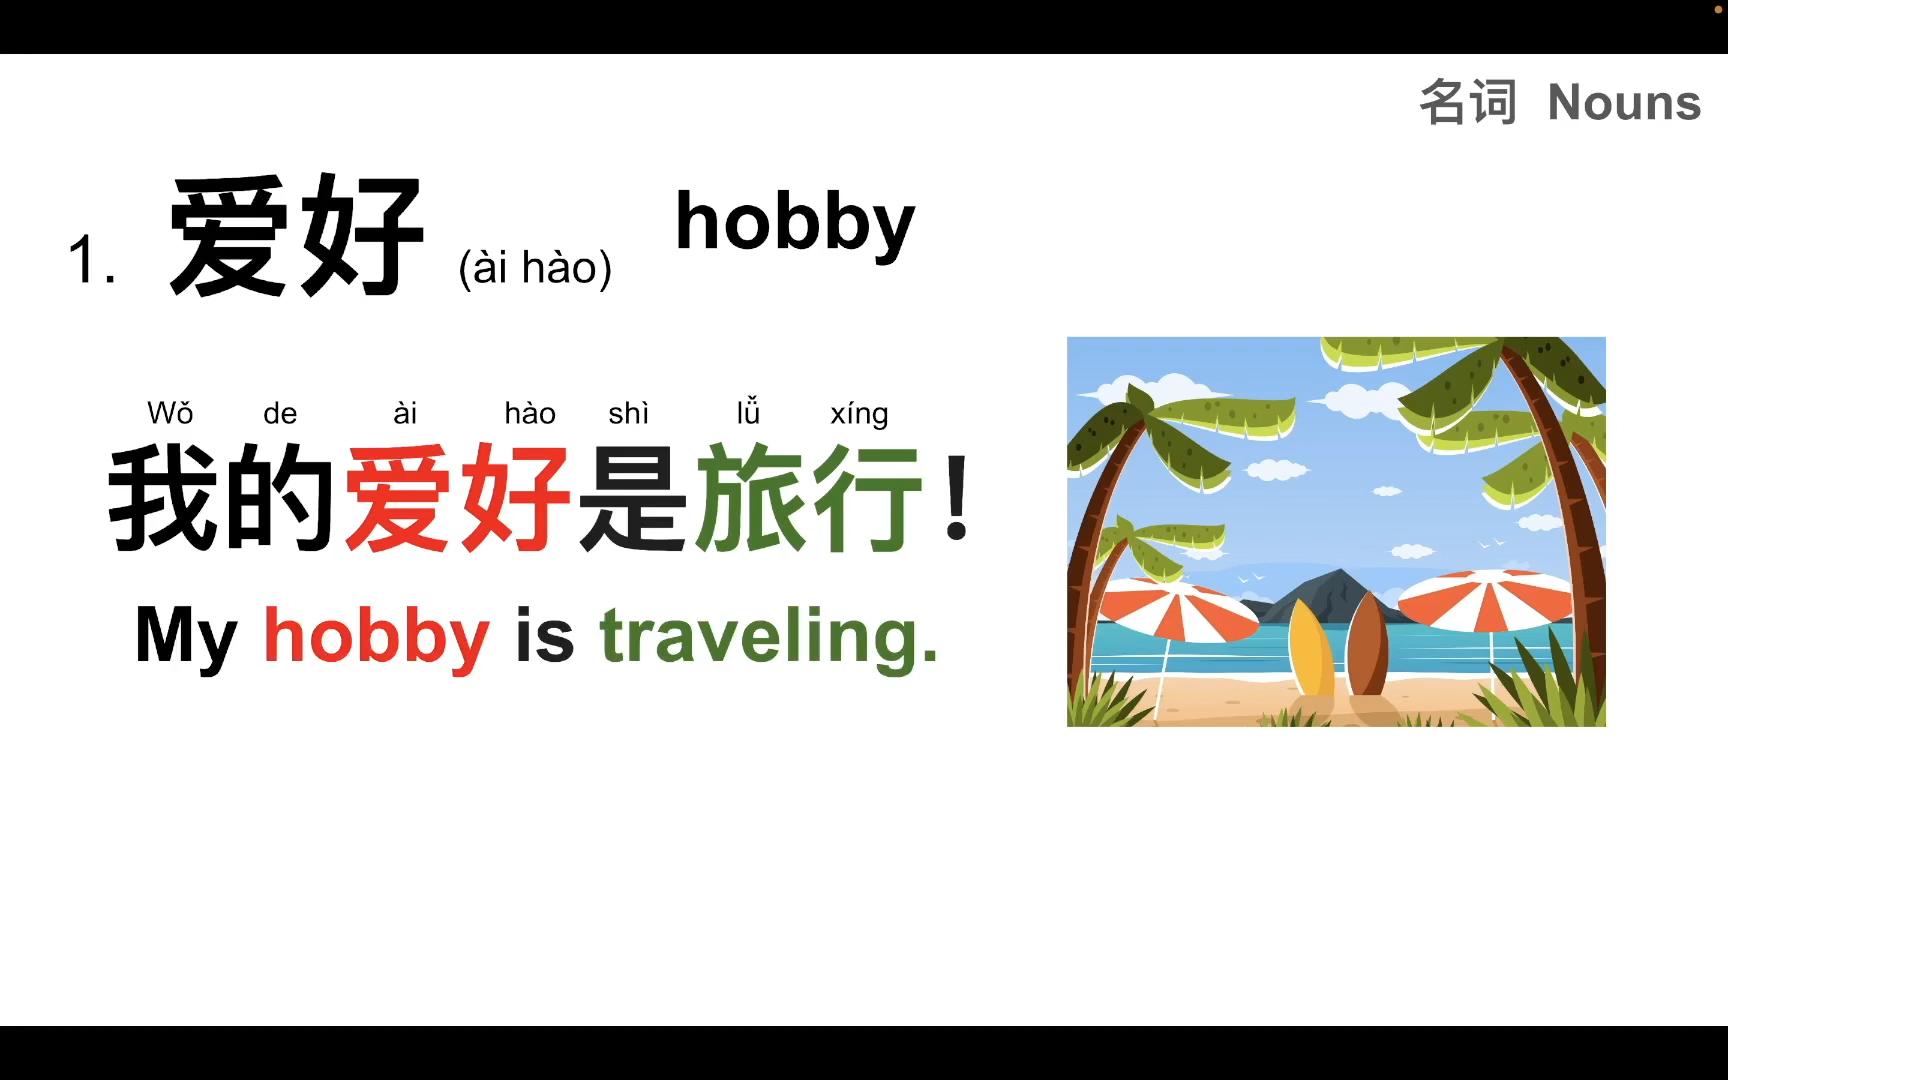 名词 Nouns
1. 爱好 (ài hào) hobby
Wǒ de ài hào shì lǚ xíng
我的爱好是旅行！
My hobby is traveling.